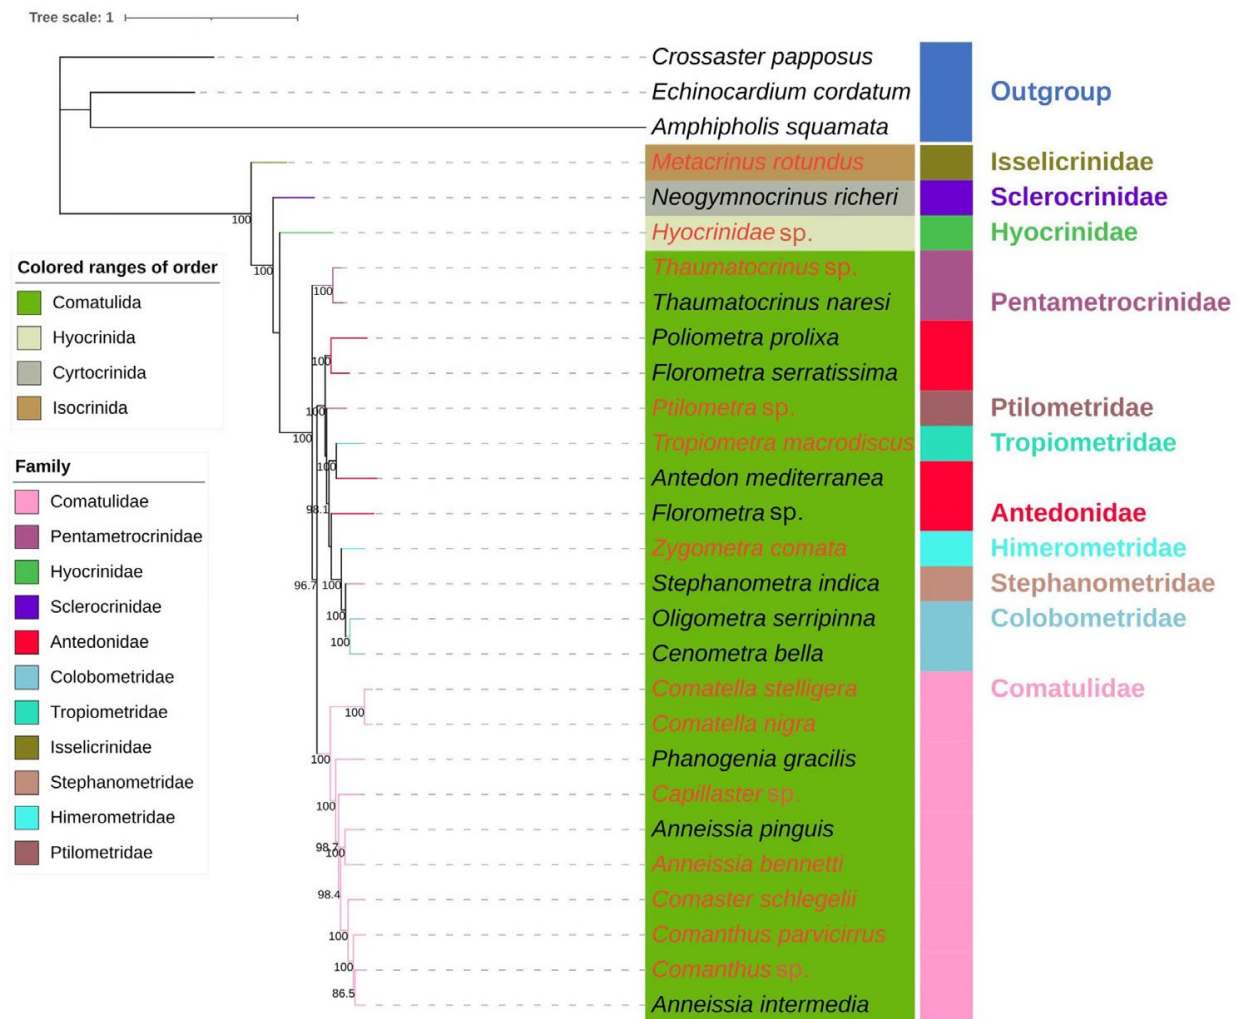 Tree scale: 1
Crossaster papposus
Echinocardium cordatum
Outgroup
Amphipholis squamata
Metacrinus rotundus
Isselicrinidae
Neogymnocrinus richeri
Sclerocrinidae
100
Hyocrinidae sp.
Hyocrinidae
Colored ranges of order
Comatulida
Hyocrinida
Cyrtocrinida
Isocrinida
100
Thaumatocrinus sp.
100
Thaumatocrinus naresi
Pentametrocrinidae
Poliometra prolixa
100
Florometra serratissima
100
Ptilometra sp.
Ptilometridae
100
Tropiometra macrodiscus
Tropiometridae
100
Antedon mediterranea
98.1
Florometra sp.
Antedonidae
Zygometra comata
Himerometridae
96.7
100
Stephanometra indica
Stephanometridae
100
Oligometra serripinna
Colobometridae
100
Cenometra bella
Family
Comatulidae
Pentametrocrinidae
Hyocrinidae
Sclerocrinidae
Antedonidae
Colobometridae
Tropiometridae
Isselicrinidae
Stephanometridae
Himerometridae
Ptilometridae
Comatella stelligera
Comatulidae
100
Comatella nigra
100
Phanogenia gracilis
Capillaster sp.
100
Anneissia pinguis
98.7
100
Anneissia bennetti
98.4
Comaster schlegelii
100
Comanthus parvicirrus
100
Comanthus sp.
86.5
Anneissia intermedia